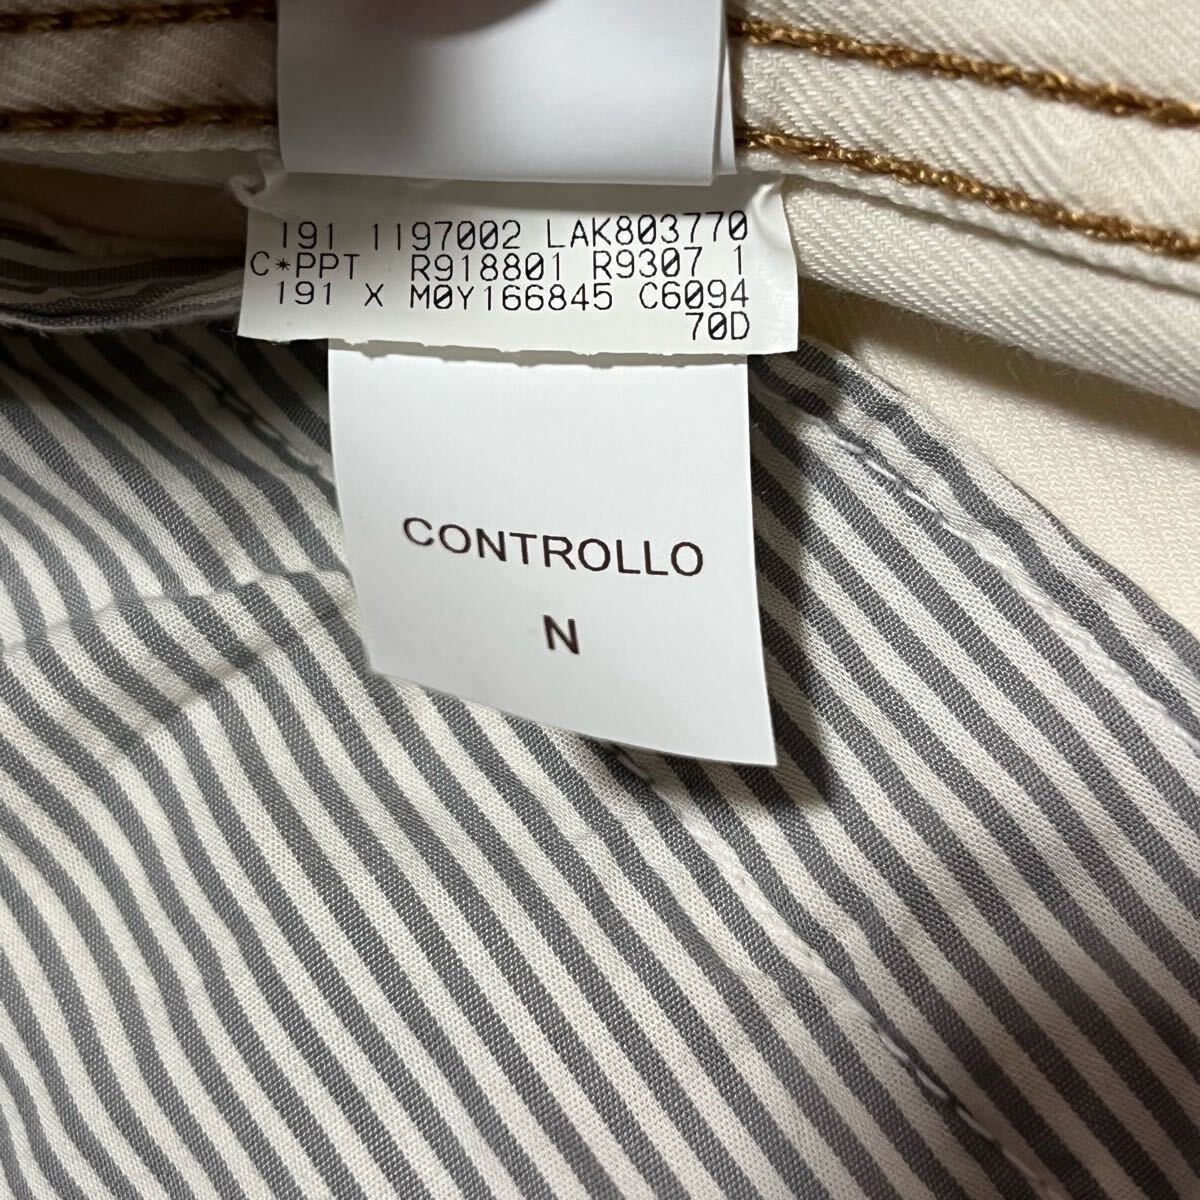 191 1197002 LAK803770
C*PPT R918801 R9307 1
191 X M0Y166845 C6094
70D
CONTROLLO
N